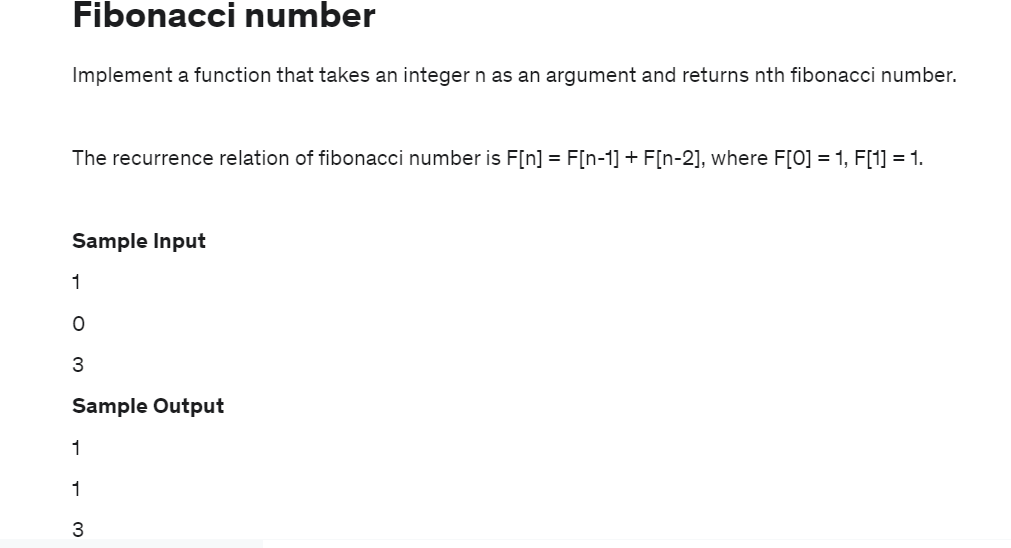 Fibonacci number
Implement a function that takes an integer n as an argument and returns nth fibonacci number.
The recurrence relation of fibonacci number is F[n] = F[n-1] + F[n-2], where F[0] = 1, F[1] = 1.
Sample Input
1
0
3
Sample Output
1
1
3